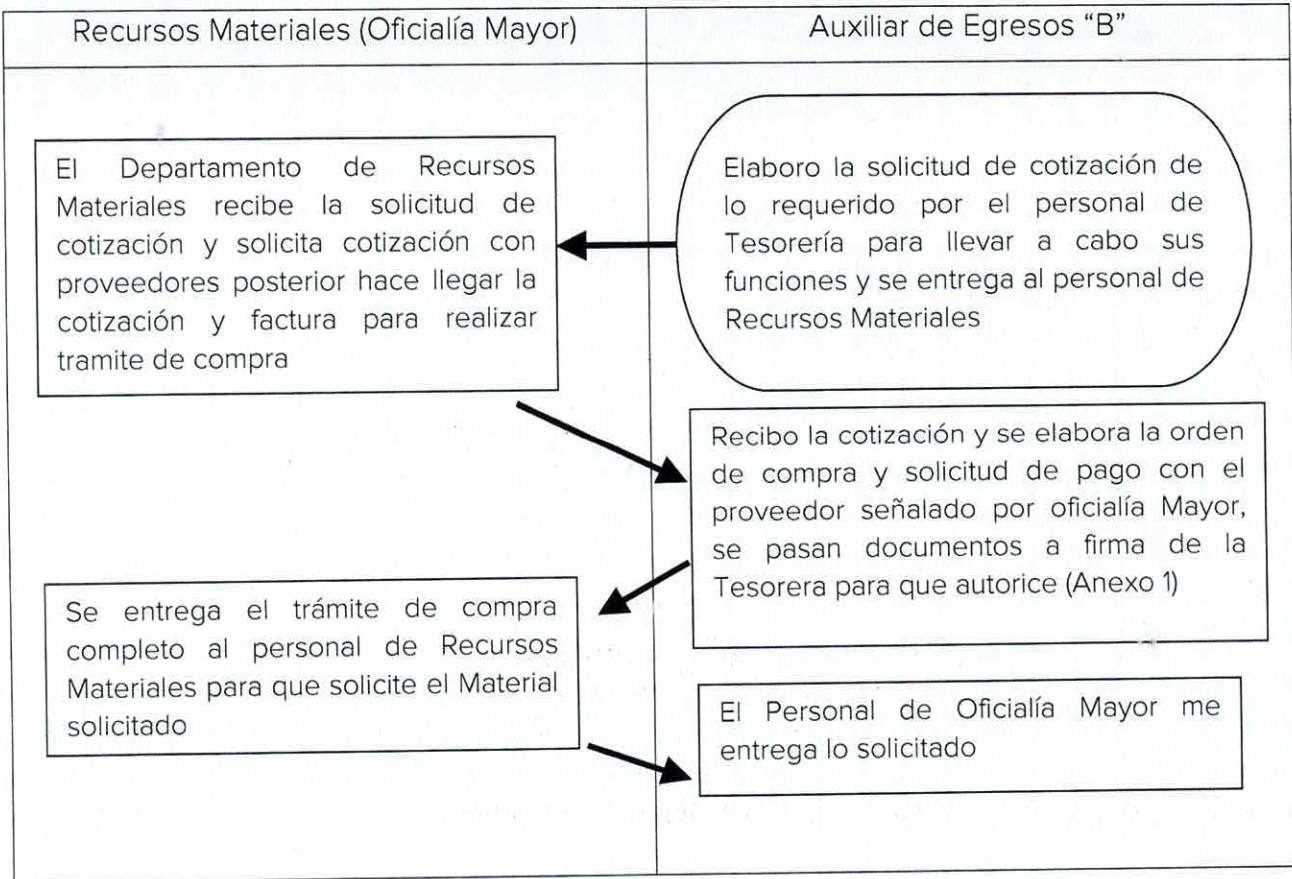 Recursos Materiales (Oficialía Mayor)
Auxiliar de Egresos "B"
Elaboro la solicitud de cotización de
lo requerido por el personal de
Tesorería para llevar a cabo sus
funciones y se entrega al personal de
Recursos Materiales
El Departamento de Recursos
Materiales recibe la solicitud de
cotización y solicita cotización con
proveedores posterior hace llegar la
cotización y factura para realizar
tramite de compra
Recibo la cotización y se elabora la orden
de compra y solicitud de pago con el
proveedor señalado por oficialía Mayor,
se pasan documentos a firma de la
Tesorera para que autorice (Anexo 1)
Se entrega el trámite de compra
completo al personal de Recursos
Materiales para que solicite el Material
solicitado
El Personal de Oficialía Mayor me
entrega lo solicitado